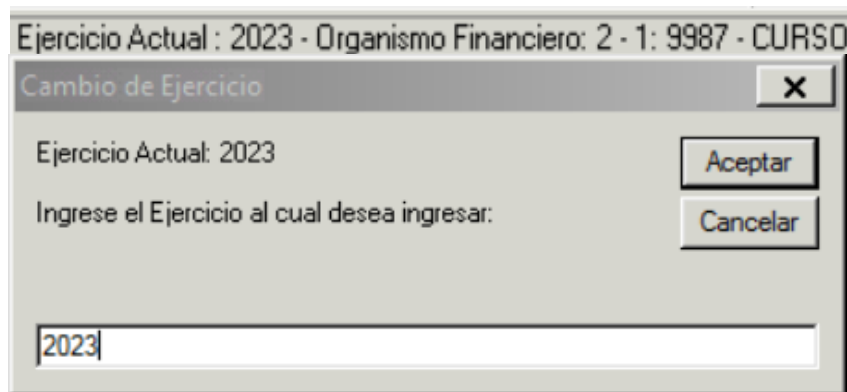 Ejercicio Actual : 2023 - Organismo Financiero: 2 - 1: 9987 - CURSO
Cambio de Ejercicio
Ejercicio Actual: 2023
Aceptar
Ingrese el Ejercicio al cual desea ingresar:
Cancelar
2023